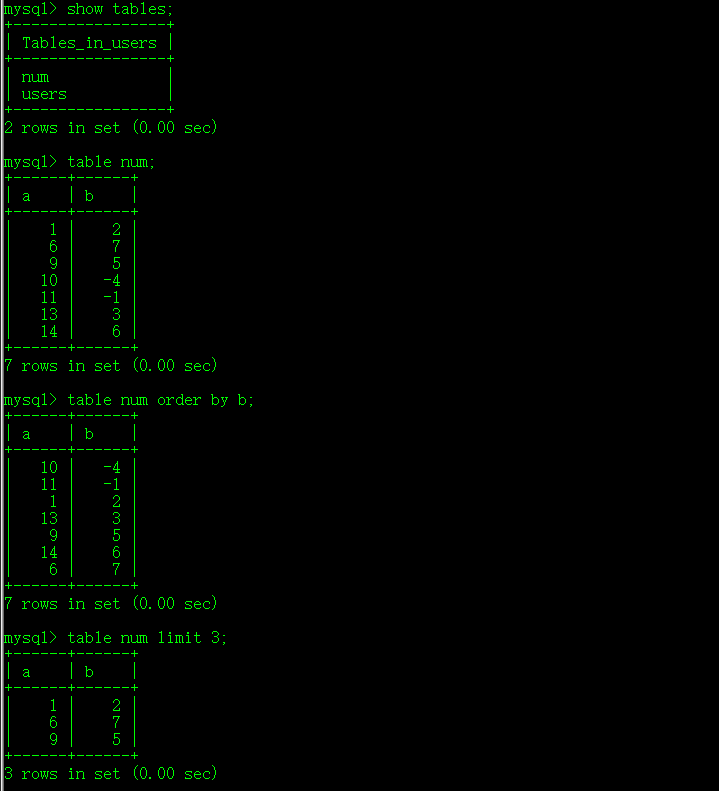 mysql> show tables;
+-----------------+
| Tables_in_users |
+-----------------+
| num             |
| users           |
+-----------------+
2 rows in set (0.00 sec)
mysql> table num;
+------+------+
| a    | b    |
+------+------+
|    1 |    2 |
|    6 |    7 |
|    9 |    5 |
|   10 |   -4 |
|   11 |   -1 |
|   13 |    3 |
|   14 |    6 |
+------+------+
7 rows in set (0.00 sec)
mysql> table num order by b;
+------+------+
| a    | b    |
+------+------+
|   10 |   -4 |
|   11 |   -1 |
|    1 |    2 |
|   13 |    3 |
|    9 |    5 |
|   14 |    6 |
|    6 |    7 |
+------+------+
7 rows in set (0.00 sec)
mysql> table num limit 3;
+------+------+
| a    | b    |
+------+------+
|    1 |    2 |
|    6 |    7 |
|    9 |    5 |
+------+------+
3 rows in set (0.00 sec)